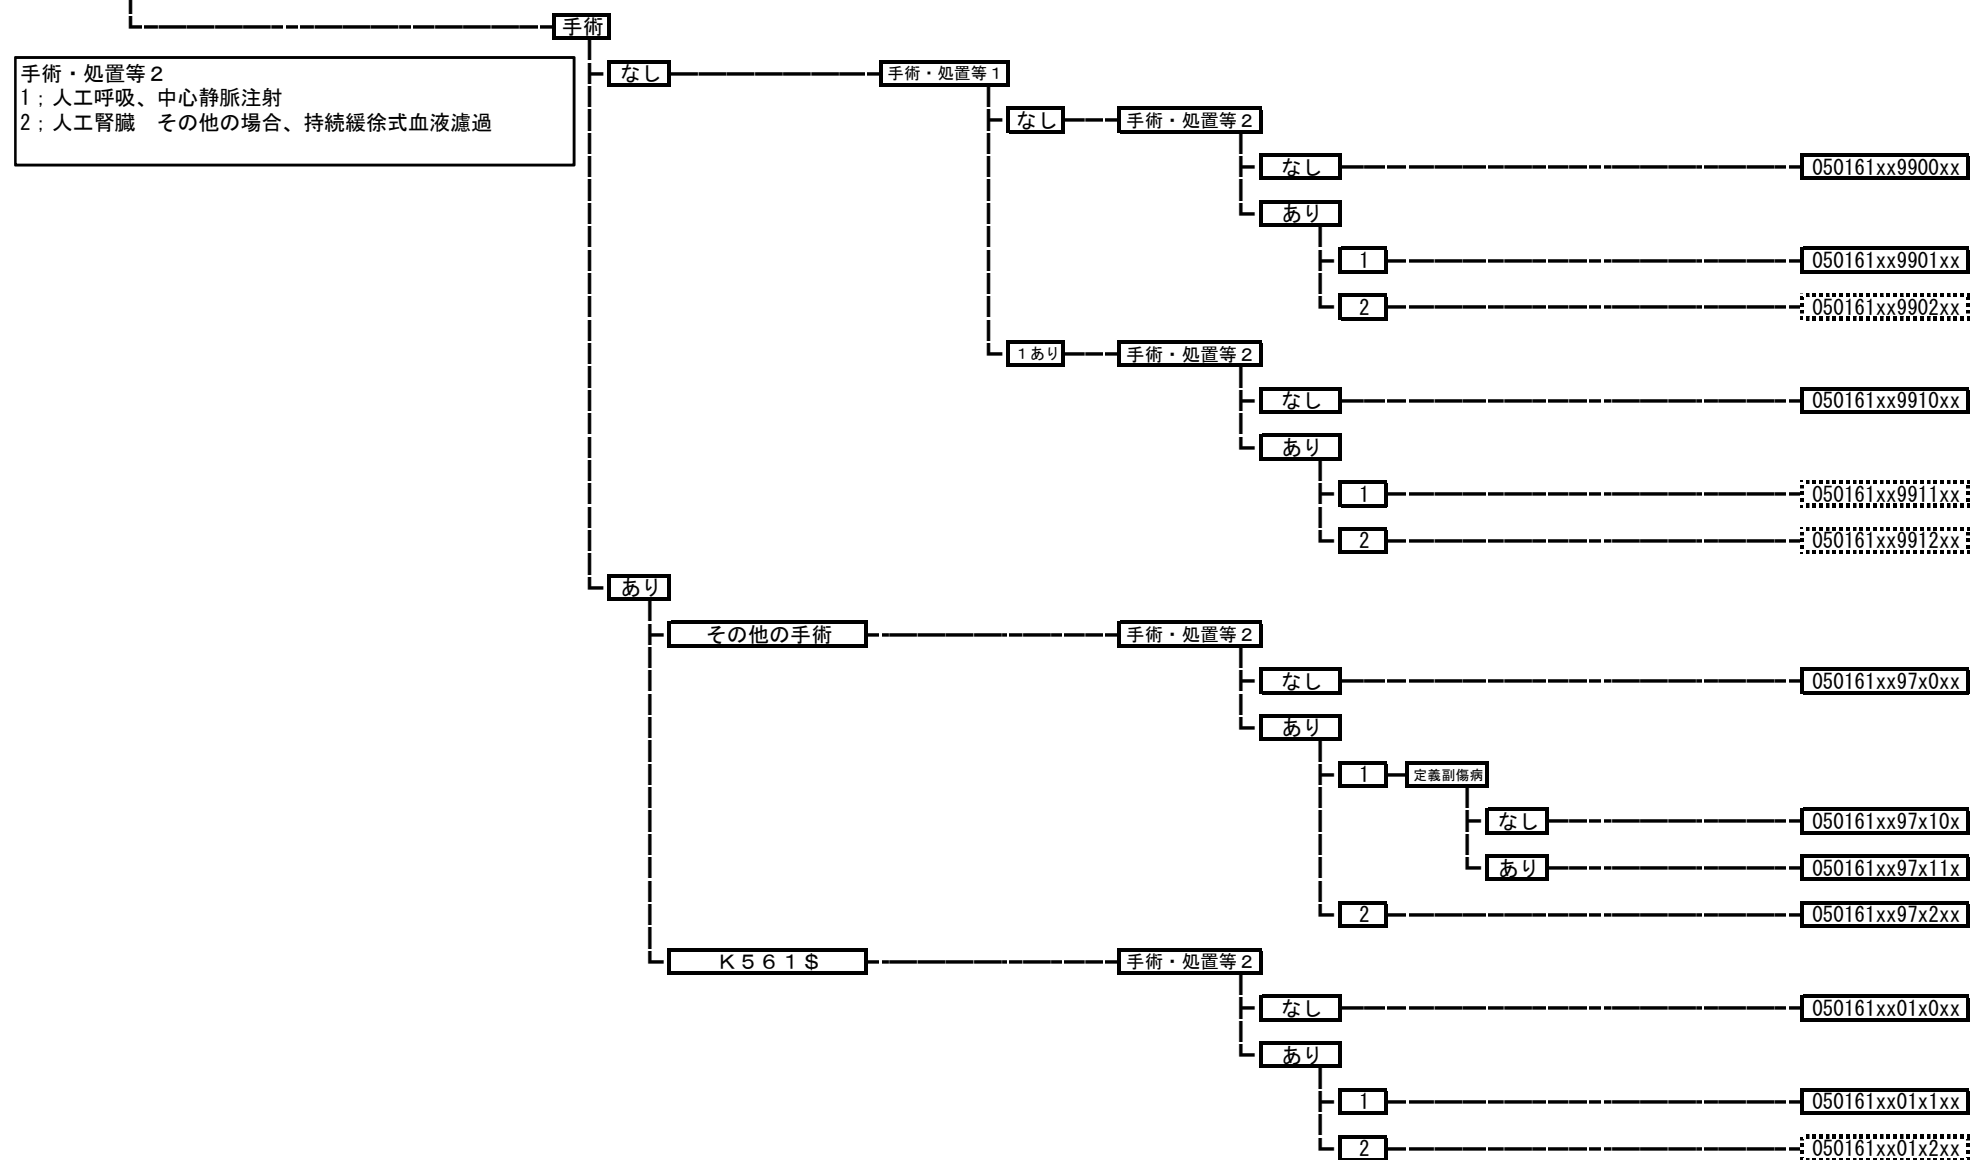 手術
手術・処置等２
1；人工呼吸、中心静脈注射
2；人工腎臓　その他の場合、持続緩徐式血液濾過
なし
手術・処置等１
なし
手術・処置等２
なし
050161xx9900xx
あり
1
050161xx9901xx
2
050161xx9902xx
１あり
手術・処置等２
なし
050161xx9910xx
あり
1
050161xx9911xx
2
050161xx9912xx
あり
その他の手術
手術・処置等２
なし
050161xx97x0xx
あり
1
定義副傷病
なし
050161xx97x10x
あり
050161xx97x11x
2
050161xx97x2xx
Ｋ５６１＄
手術・処置等２
なし
050161xx01x0xx
あり
1
050161xx01x1xx
2
050161xx01x2xx